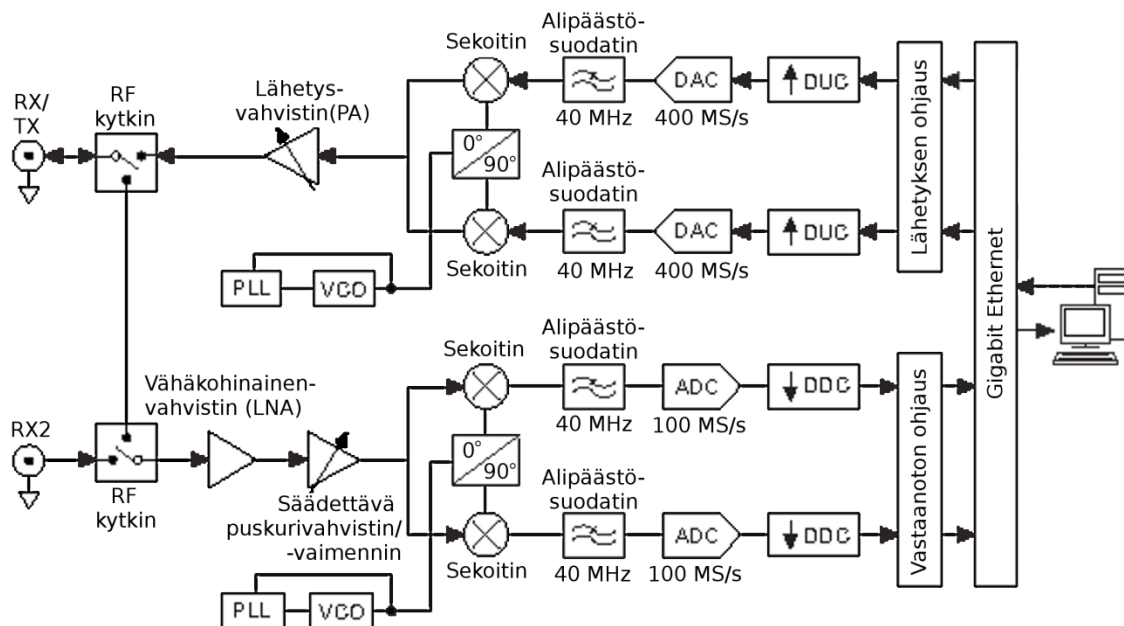 Alipäästö-
suodatin
Sekoitin
DAC
DUC
40 MHz
400 MS/s
Lähetys-
vahvistin(PA)
RX/
TX
RF
kytkin
0°
90°
Alipäästö-
suodatin
DAC
DUC
Sekoitin
40 MHz
400 MS/s
PLL
VCO
Lähetyksen ohjaus
Gigabit Ethernet
Alipäästö-
suodatin
Sekoitin
ADC
DDC
40 MHz
100 MS/s
Vähäkohinainen-
vahvistin (LNA)
RX2
RF
kytkin
0°
90°
Säädettävä
puskurivahvistin/
-vaimennin
Alipäästö-
suodatin
ADC
DDC
Sekoitin
40 MHz
100 MS/s
PLL
VCO
Vastaanoton ohjaus